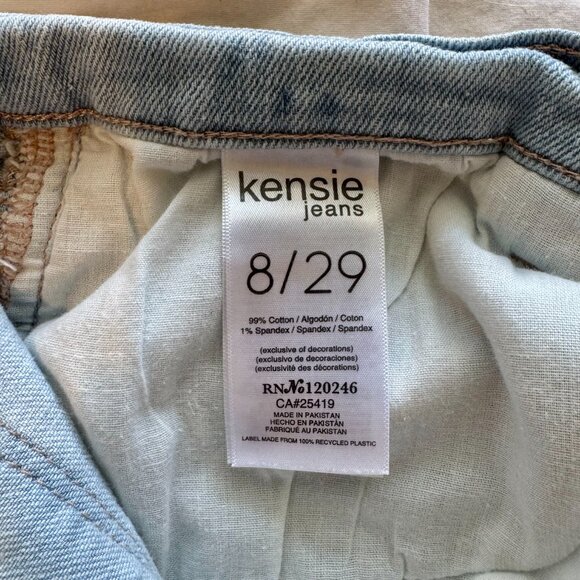 kensie
jeans
8/29
99% Cotton / Algodón / Coton
1% Spandex / Spandex / Spandex
(exclusive of decorations)
(exclusivo de decoraciones)
(exclusivité des décorations)
RN№120246
CA#25419
MADE IN PAKISTAN
HECHO EN PAKISTÁN
FABRIQUÉ AU PAKISTAN
LABEL MADE FROM 100% RECYCLED PLASTIC